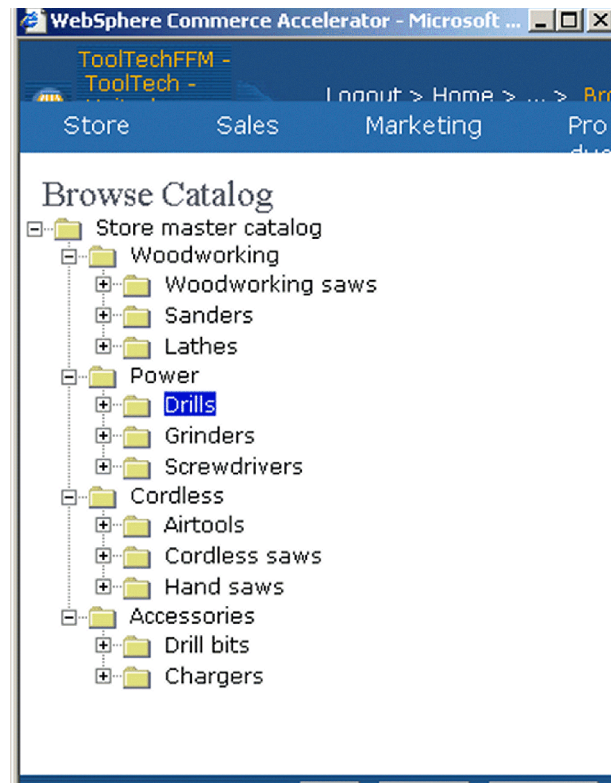 WebSphere Commerce Accelerator - Microsoft ...
ToolTechFFM -
ToolTech -
Logout > Home > ... > Bro
Store Sales Marketing Pro
Browse Catalog
Store master catalog
Woodworking
Woodworking saws
Sanders
Lathes
Power
Drills
Grinders
Screwdrivers
Cordless
Airtools
Cordless saws
Hand saws
Accessories
Drill bits
Chargers